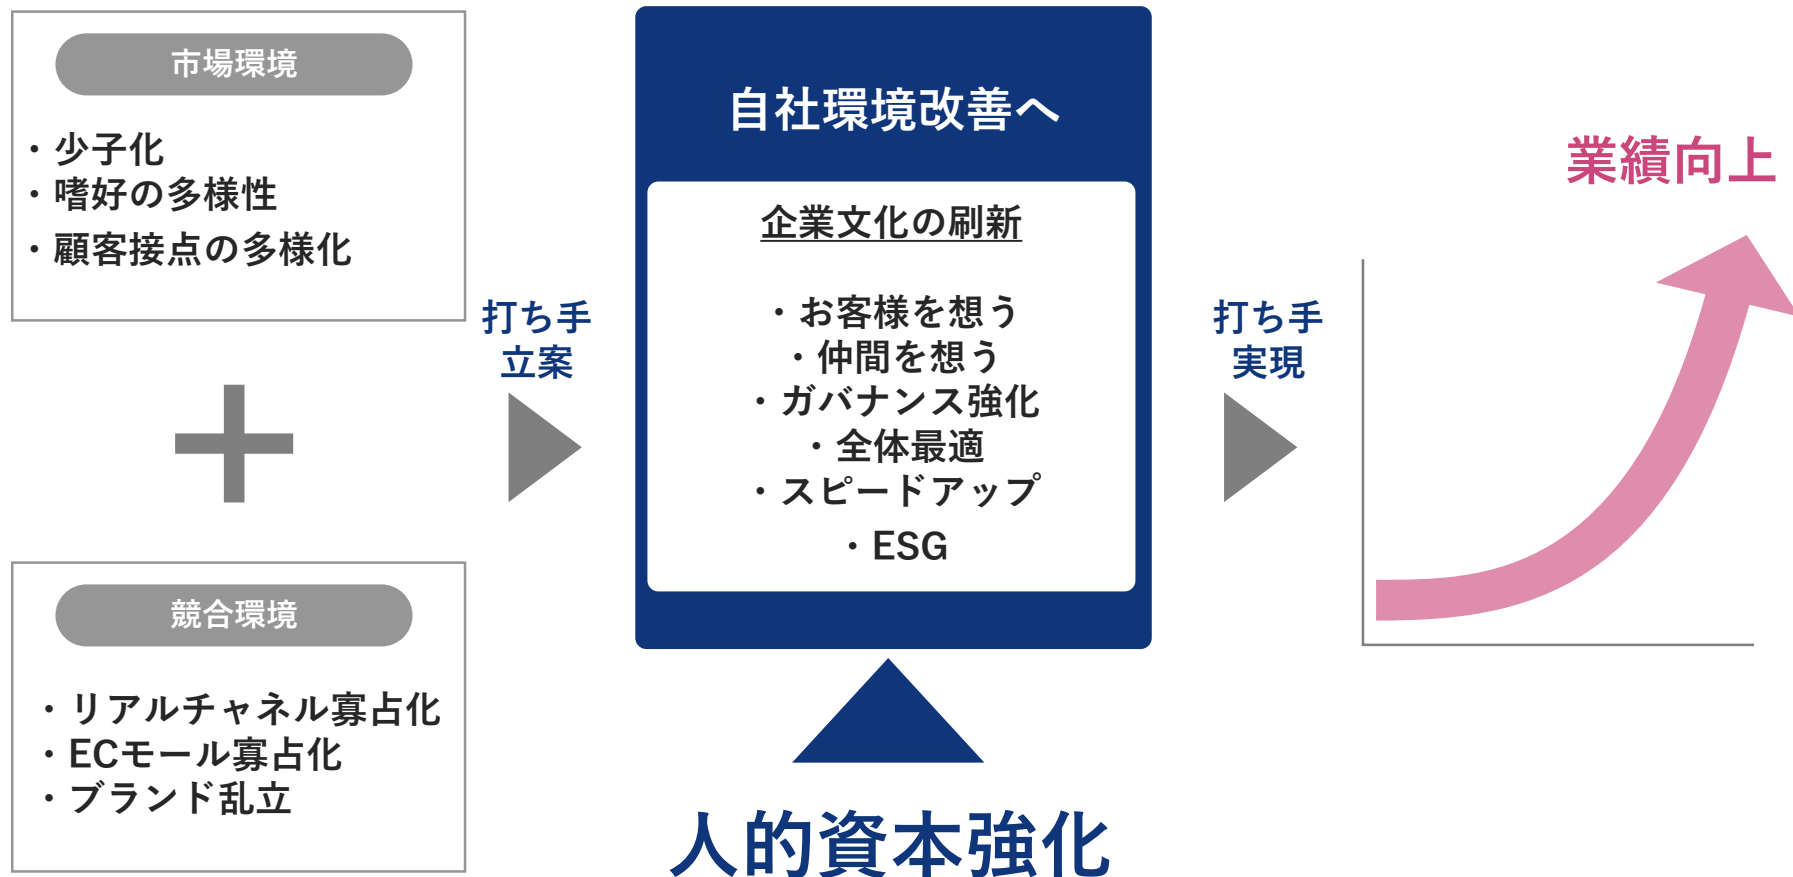 市場環境
・少子化
・嗜好の多様性
・顧客接点の多様化
競合環境
・リアルチャネル寡占化
・ECモール寡占化
・ブランド乱立
打ち手
立案
自社環境改善へ
企業文化の刷新
・お客様を想う
・仲間を想う
・ガバナンス強化
・全体最適
・スピードアップ
・ESG
人的資本強化
打ち手
実現
業績向上